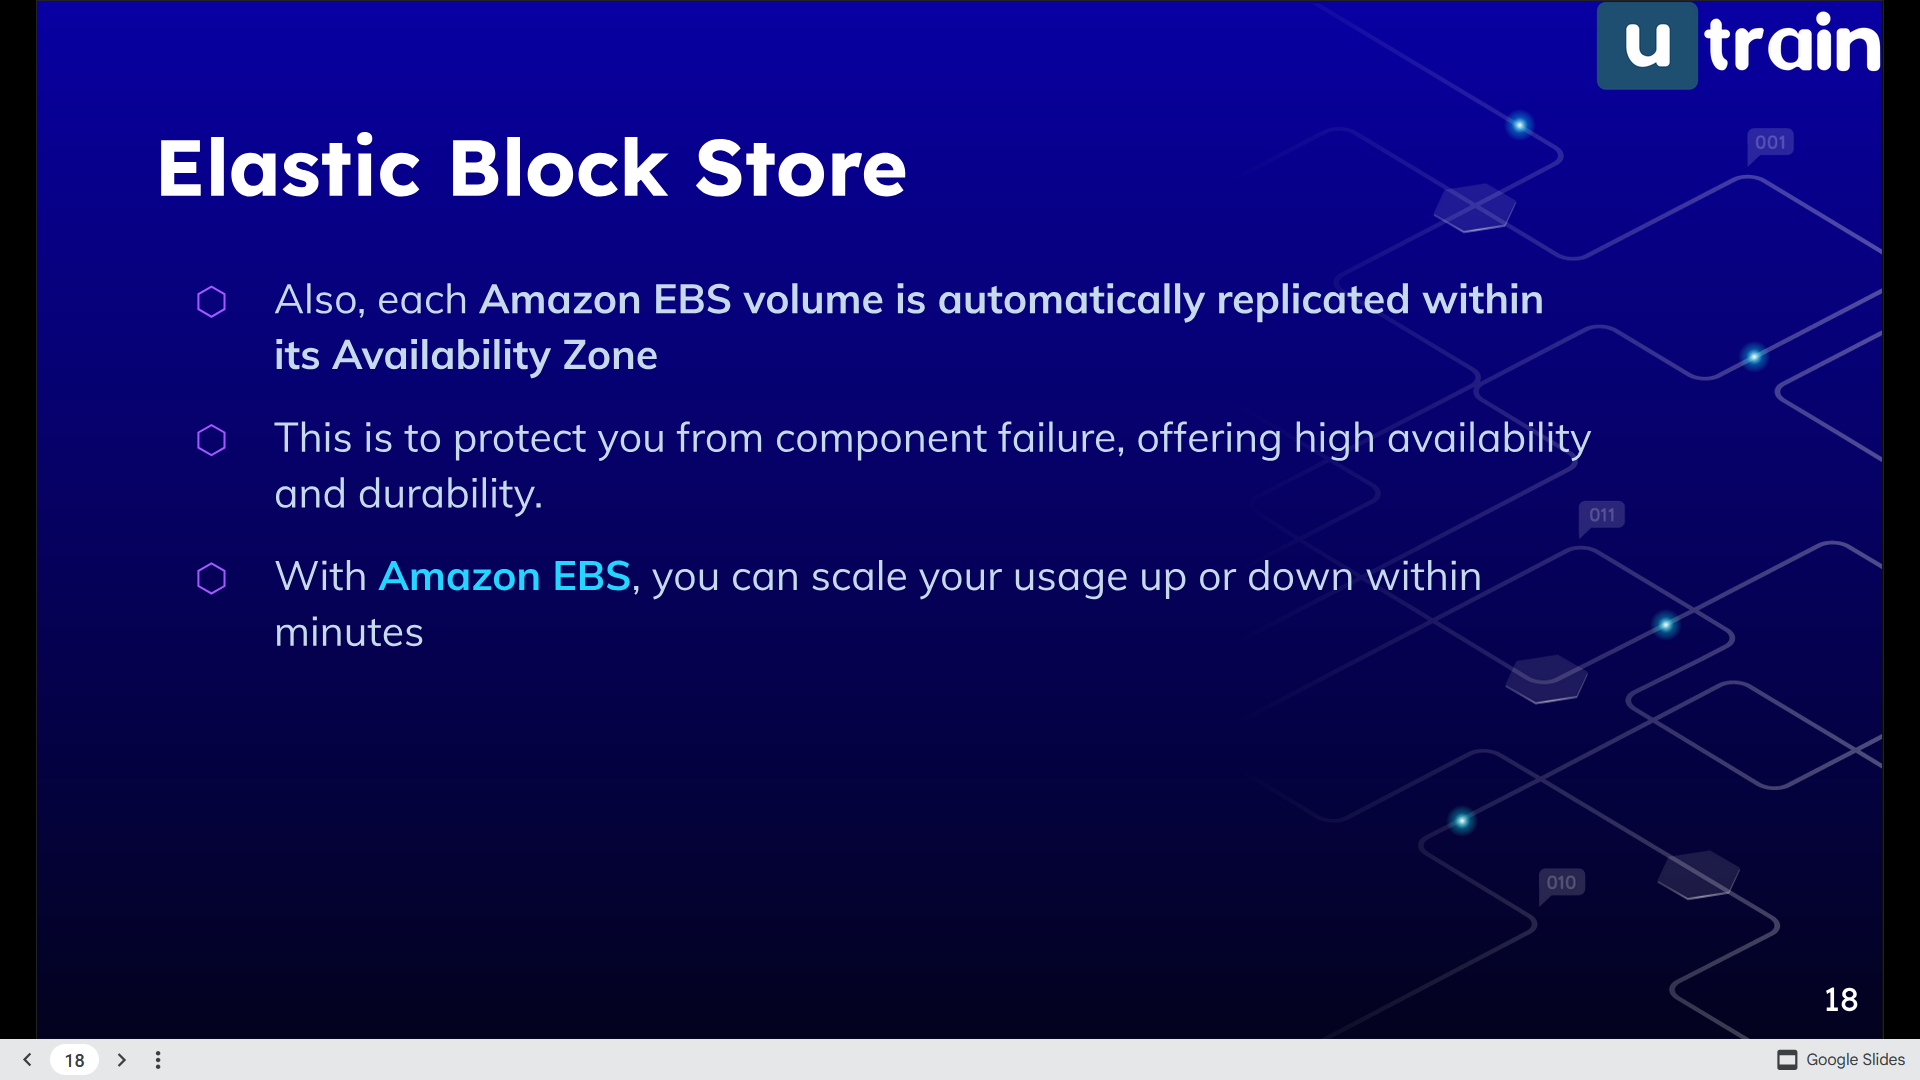 u train
001
Elastic Block Store
Also, each Amazon EBS volume is automatically replicated within
its Availability Zone
This is to protect you from component failure, offering high availability
and durability.
011
With Amazon EBS, you can scale your usage up or down within
minutes
010
18
18
Google Slides